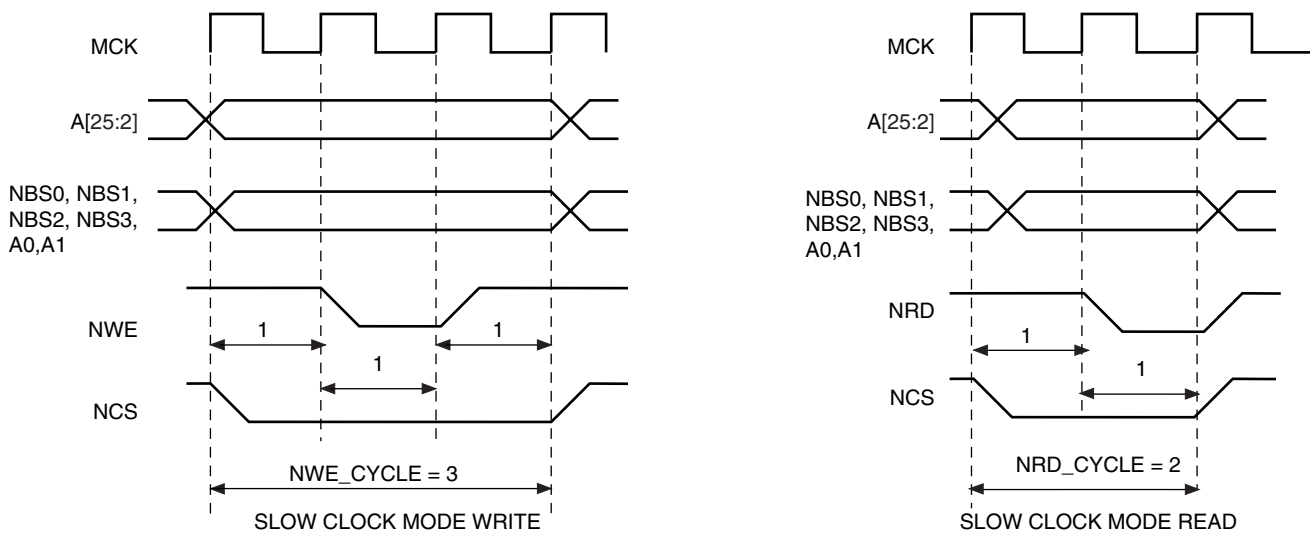 MCK
A[25:2]
NBS0, NBS1,
NBS2, NBS3,
A0,A1
NWE
1
1
1
NCS
NWE_CYCLE = 3
SLOW CLOCK MODE WRITE
MCK
A[25:2]
NBS0, NBS1,
NBS2, NBS3,
A0,A1
NRD
1
1
NCS
NRD_CYCLE = 2
SLOW CLOCK MODE READ